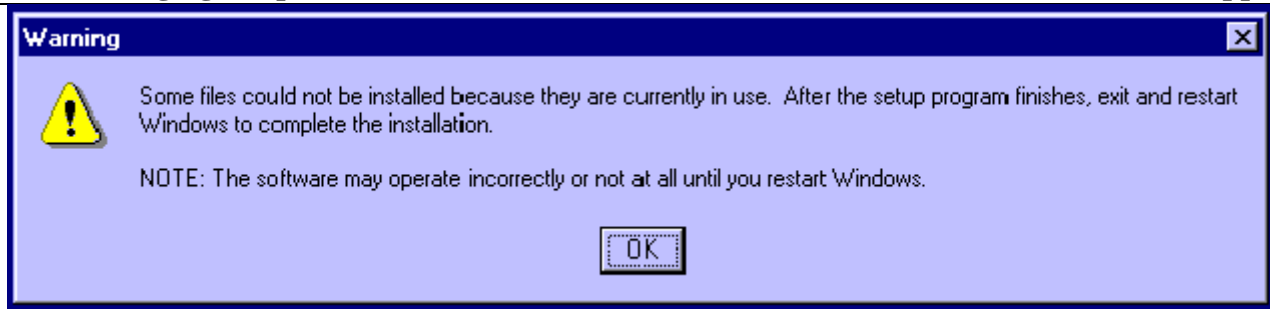 Warning
Some files could not be installed because they are currently in use.  After the setup program finishes, exit and restart
Windows to complete the installation.
NOTE: The software may operate incorrectly or not at all until you restart Windows.
OK